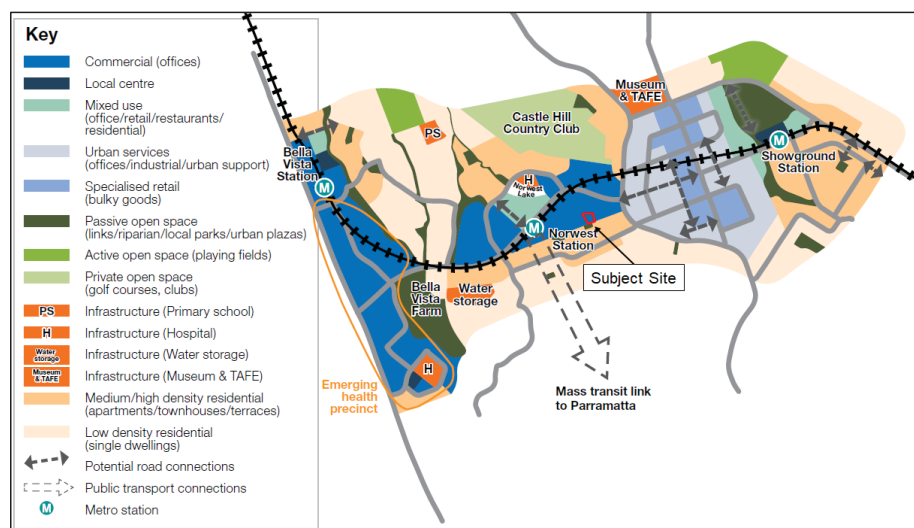 Key
Commercial (offices)
Local centre
Mixed use
(office/retail/restaurants/
residential)
Urban services
(offices/industrial/urban support)
Specialised retail
(bulky goods)
Passive open space
(links/riparian/local parks/urban plazas)
Active open space (playing fields)
Private open space
(golf courses, clubs)
PS
Infrastructure (Primary school)
H
Infrastructure (Hospital)
Water
storage
Infrastructure (Water storage)
Museum
& TAFE
Infrastructure (Museum & TAFE)
Medium/high density residential
(apartments/townhouses/terraces)
Low density residential
(single dwellings)
Potential road connections
Public transport connections
M
Metro station
Bella
Vista
Station
M
PS
Castle Hill
Country Club
Museum
& TAFE
M
Showground
Station
H
Norwest
Lake
M
Norwest
Station
Subject Site
Bella
Vista
Farm
Water
storage
H
Emerging
health
precinct
Mass transit link
to Parramatta